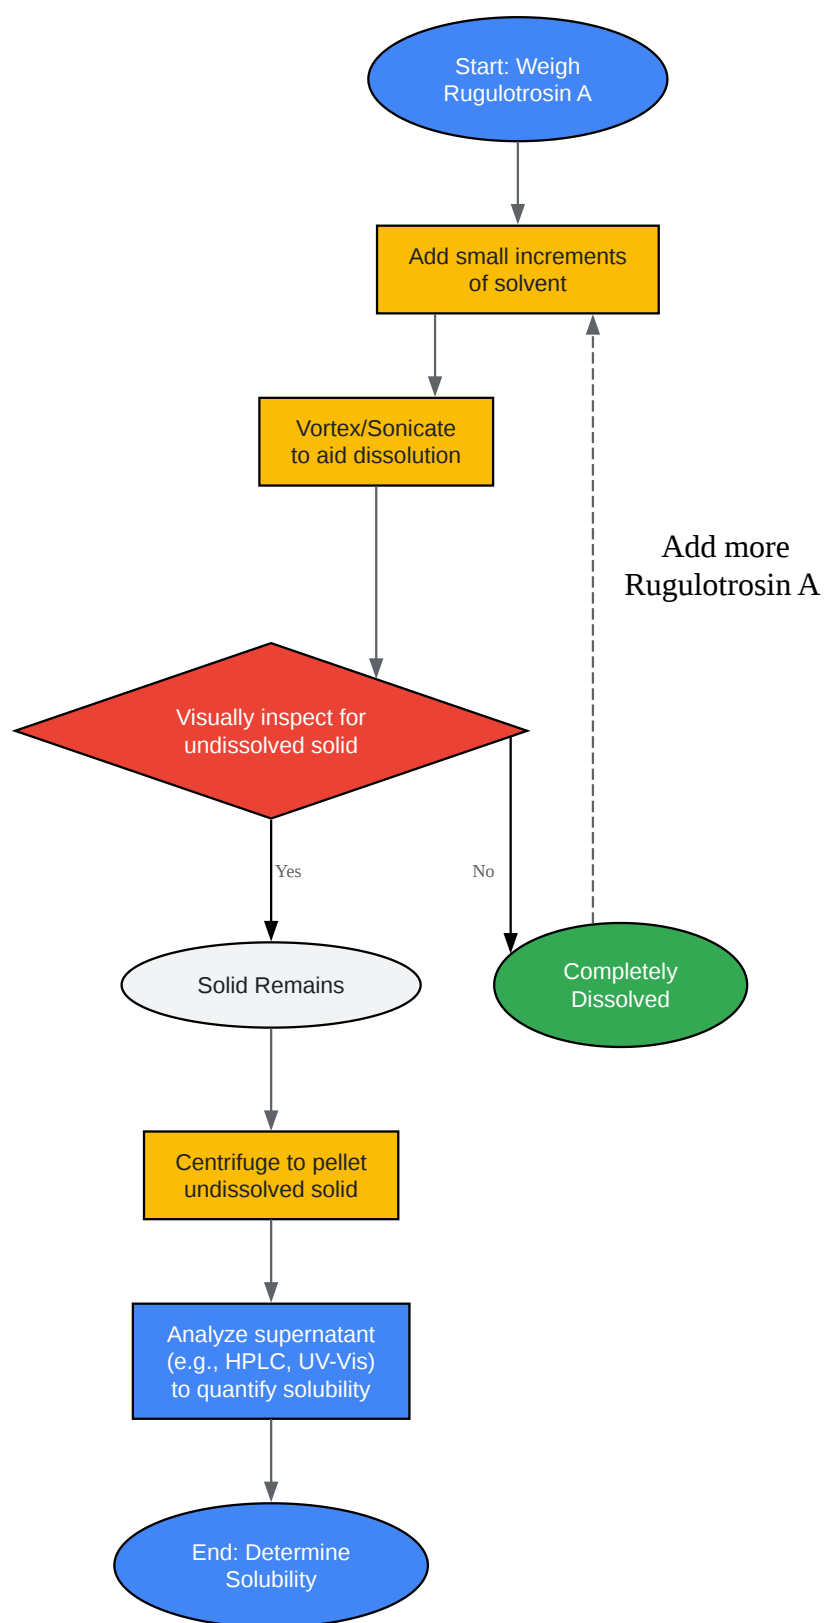 Start: Weigh
Rugulotrosin A
Add small increments
of solvent
Vortex/Sonicate
to aid dissolution
Add more
Rugulotrosin A
Visually inspect for
undissolved solid
Yes
No
Solid Remains
Completely
Dissolved
Centrifuge to pellet
undissolved solid
Analyze supernatant
(e.g., HPLC, UV-Vis)
to quantify solubility
End: Determine
Solubility